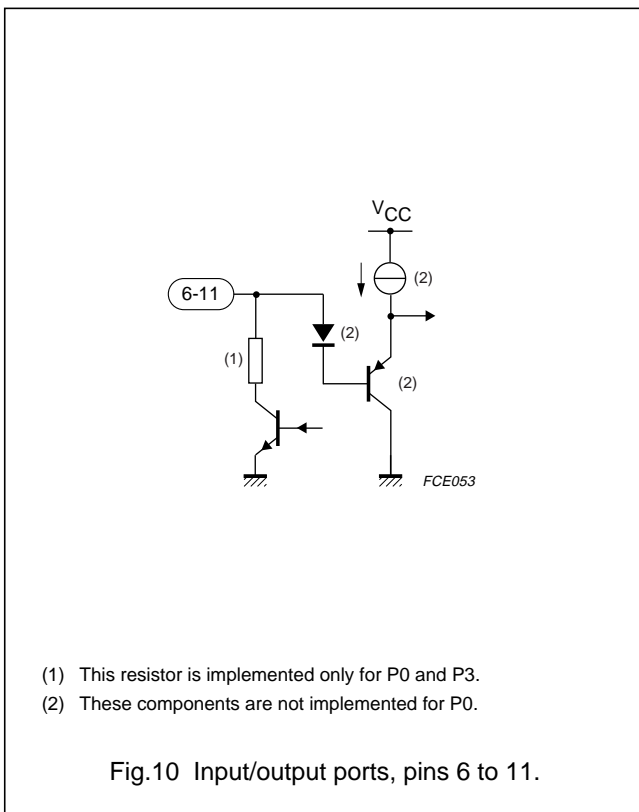 VCC
6-11
(2)
(1)
(2)
(2)
FCE053
(1) This resistor is implemented only for P0 and P3.
(2) These components are not implemented for P0.
Fig.10 Input/output ports, pins 6 to 11.